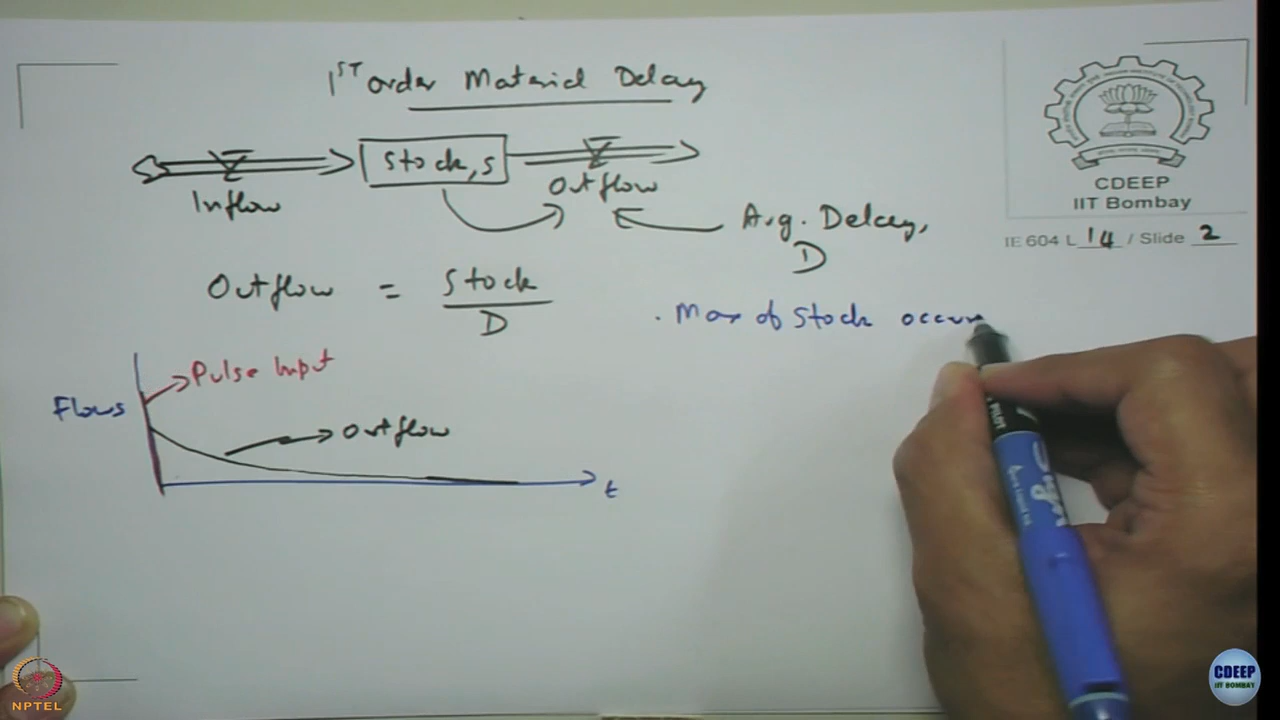 1ST order Material Delay
Stock, S
Inflow
Outflow
Avg. Delay,
D
Outflow = Stock
D
. Max of Stock occurs
Pulse Input
Flows
Outflow
t
CDEEP
IIT Bombay
IE 604 L 14 / Slide 2
NPTEL
CDEEP
IIT BOMBAY